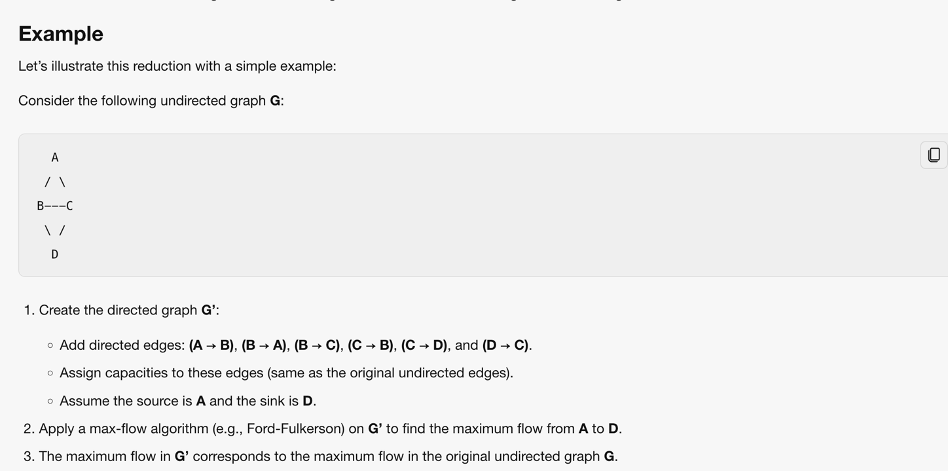 Example
Let’s illustrate this reduction with a simple example:
Consider the following undirected graph G:
A
/ \
B---C
\ /
D
1. Create the directed graph G’:
◦ Add directed edges: (A → B), (B → A), (B → C), (C → B), (C → D), and (D → C).
◦ Assign capacities to these edges (same as the original undirected edges).
◦ Assume the source is A and the sink is D.
2. Apply a max-flow algorithm (e.g., Ford-Fulkerson) on G’ to find the maximum flow from A to D.
3. The maximum flow in G’ corresponds to the maximum flow in the original undirected graph G.